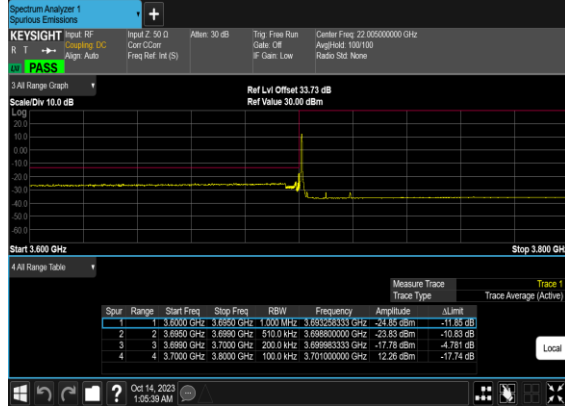 Spectrum Analyzer 1
Spurious Emissions
KEYSIGHT Input: RF Input Z: 50 Ω Atten: 30 dB Trig: Free Run Center Freq: 22.005000000 GHz
R T Coupling: DC Corr CCorr Gate: Off Avg|Hold: 100/100
Align: Auto Freq Ref: Int (S) IF Gain: Low Radio Std: None
PASS
3 All Range Graph
Ref Lvl Offset 33.73 dB
Scale/Div 10.0 dB Ref Value 30.00 dBm
Log
20.0
10.0
0.00
-10.0
-20.0
-30.0
-40.0
-50.0
-60.0
Start 3.600 GHz Stop 3.800 GH
4 All Range Table
Measure Trace Trace 1
Trace Type Trace Average (Active)
Spur Range Start Freq Stop Freq RBW Frequency Amplitude ΔLimit
1 1 3.6000 GHz 3.6950 GHz 1.000 MHz 3.693258333 GHz -24.85 dBm -11.85 dB
2 2 3.6950 GHz 3.6990 GHz 510.0 kHz 3.698800000 GHz -23.83 dBm -10.83 dB
3 3 3.6990 GHz 3.7000 GHz 200.0 kHz 3.699983333 GHz -17.78 dBm -4.781 dB
4 4 3.7000 GHz 3.8000 GHz 100.0 kHz 3.701000000 GHz 12.26 dBm -17.74 dB
Local
Oct 14, 2023
1:05:39 AM